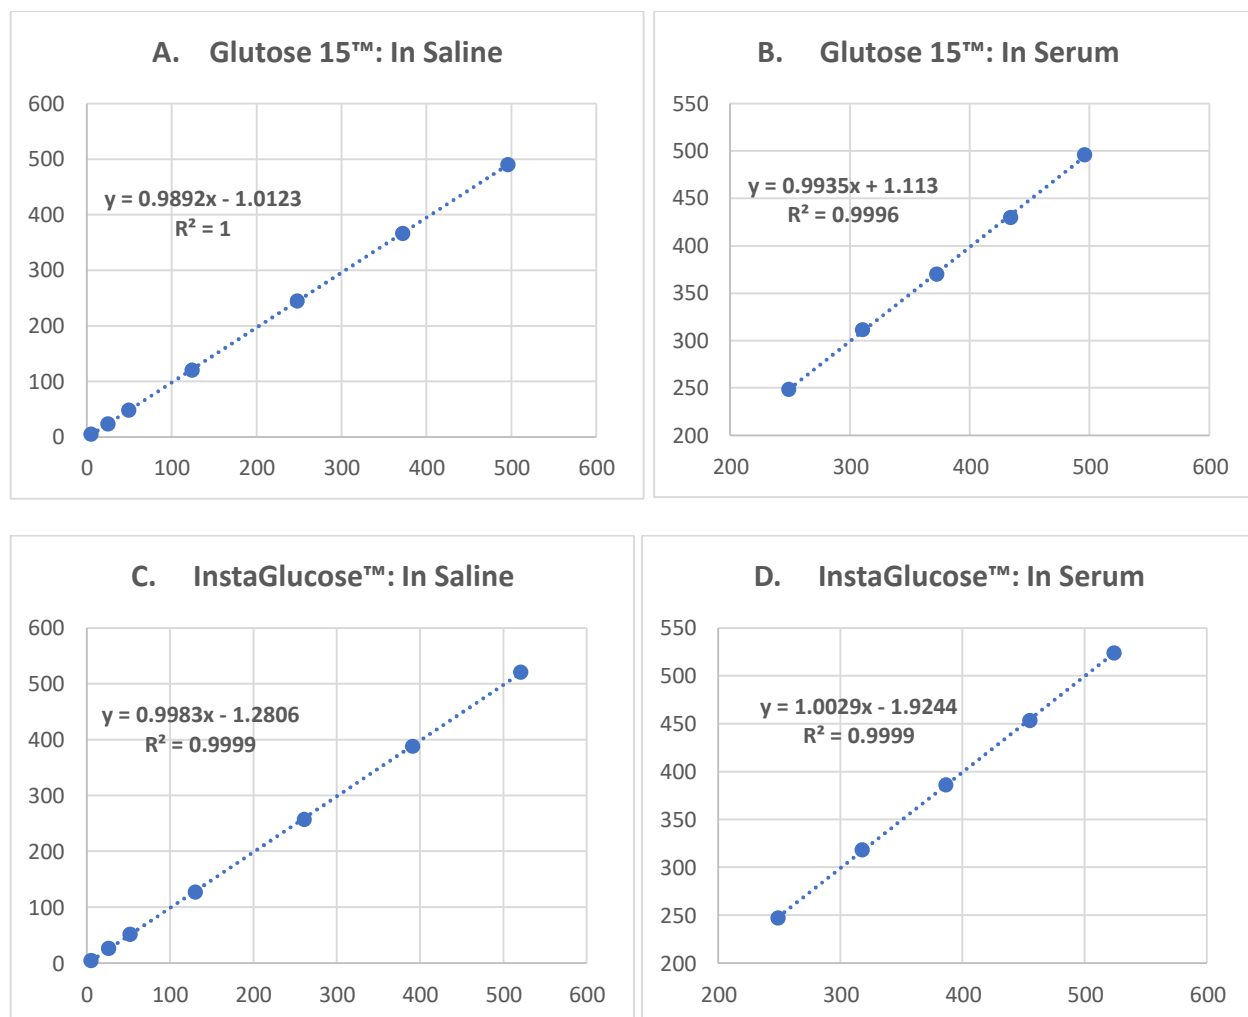 A. Glutose 15™: In Saline
600
500
400
300
200
100
0
y = 0.9892x - 1.0123
R² = 1
0 100 200 300 400 500 600
B. Glutose 15™: In Serum
550
500
450
400
350
300
250
200
y = 0.9935x + 1.113
R² = 0.9996
200 300 400 500 600
C. InstaGlucose™: In Saline
600
500
400
300
200
100
0
y = 0.9983x - 1.2806
R² = 0.9999
0 100 200 300 400 500 600
D. InstaGlucose™: In Serum
550
500
450
400
350
300
250
200
y = 1.0029x - 1.9244
R² = 0.9999
200 300 400 500 600